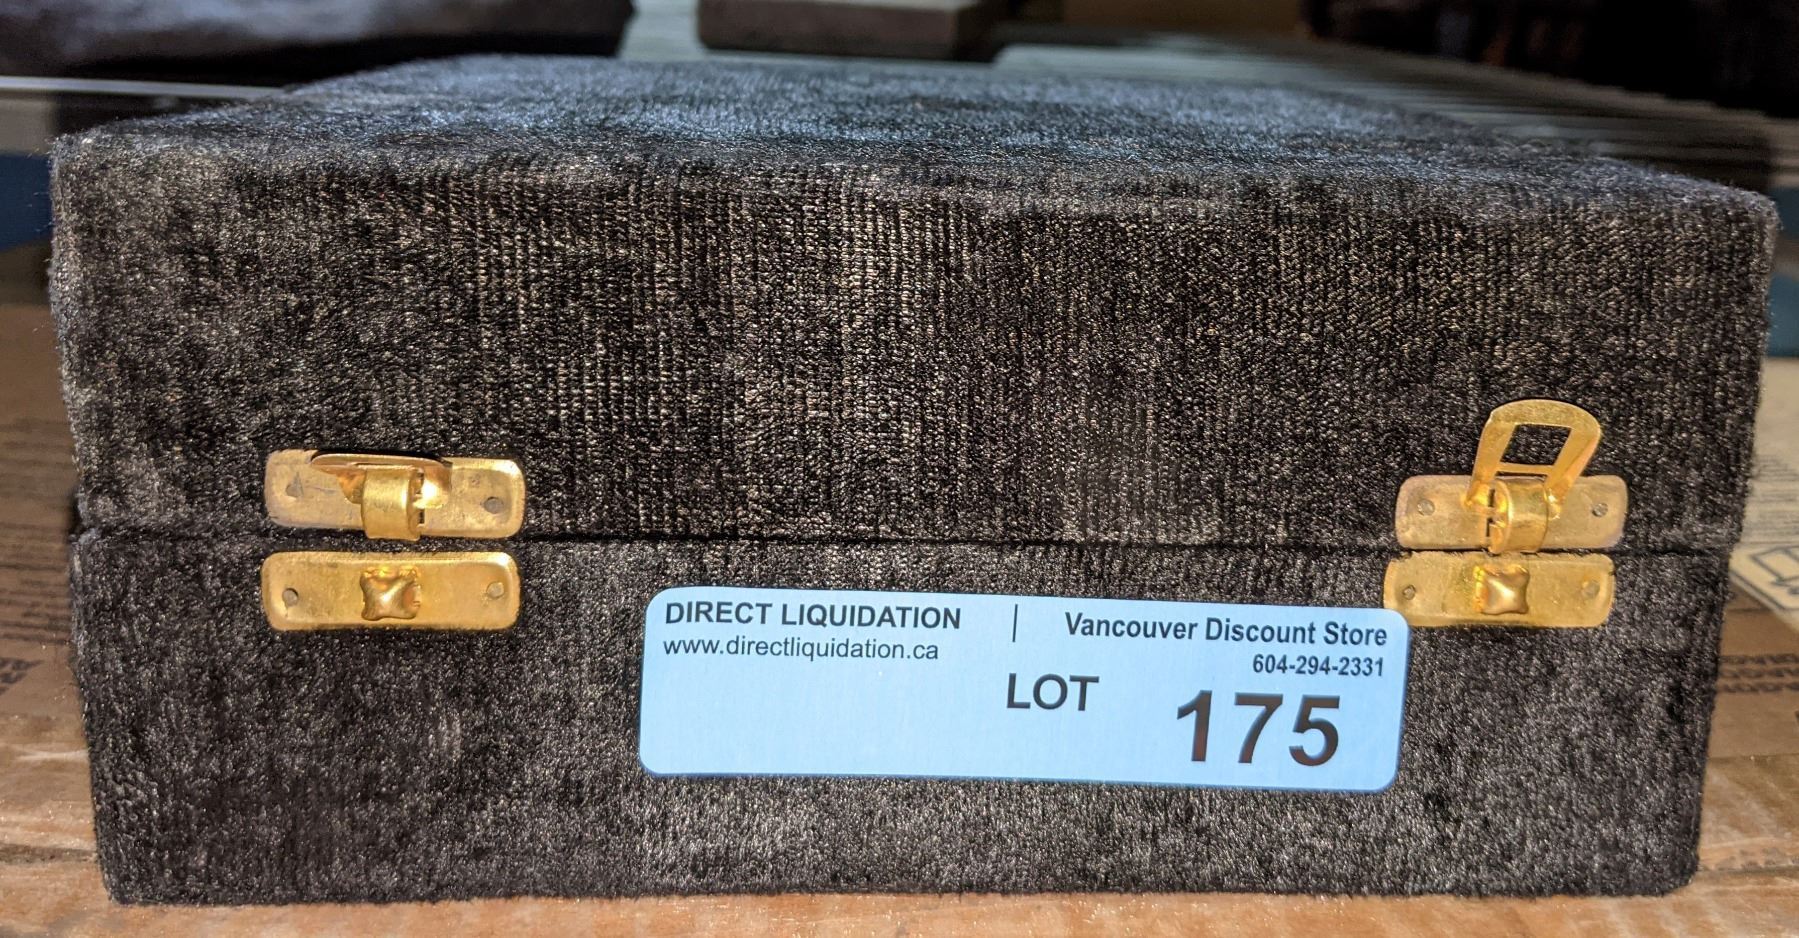 DIRECT LIQUIDATION | Vancouver Discount Store
www.directliquidation.ca 604-294-2331
LOT 175